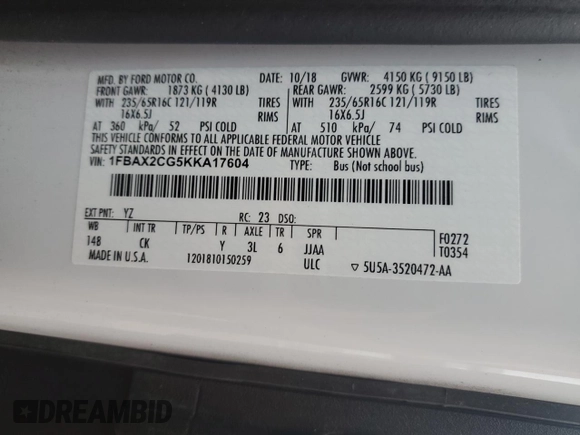 MFD. BY FORD MOTOR CO. DATE: 10/18 GVWR: 4150 KG ( 9150 LB)
FRONT GAWR: 1873 KG ( 4130 LB) REAR GAWR: 2599 KG ( 5730 LB)
WITH 235/65R16C 121/119R TIRES WITH 235/65R16C 121/119R TIRES
16X6.5J RIMS 16X6.5J RIMS
AT 360 kPa/ 52 PSI COLD AT 510 kPa/ 74 PSI COLD
THIS VEHICLE CONFORMS TO ALL APPLICABLE FEDERAL MOTOR VEHICLE
SAFETY STANDARDS IN EFFECT ON THE DATE OF MANUFACTURE SHOWN ABOVE.
VIN: 1FBAX2CG5KKA17604 TYPE: Bus (Not school bus)
EXT PNT: YZ RC: 23 DSO:
WB INT TR TP/PS R AXLE TR SPR F0272
148 CK Y 3L 6 JJAA T0354
MADE IN U.S.A. 1201810150259 ULC ▽ 5U5A-3520472-AA
DREAMBID